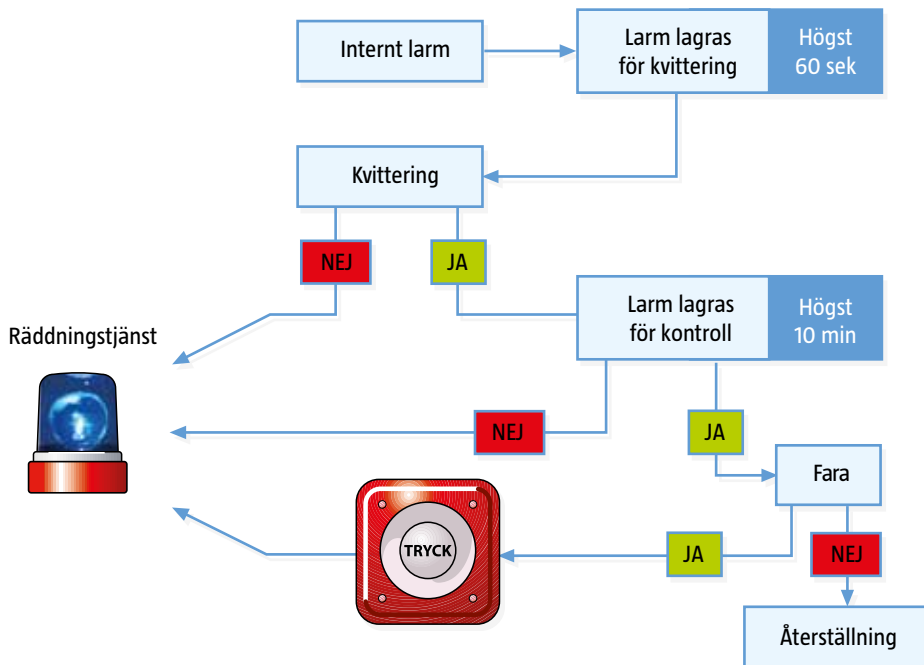 Internt larm
Larm lagras
för kvittering
Högst
60 sek
Kvittering
NEJ
JA
Larm lagras
för kontroll
Högst
10 min
Räddningstjänst
NEJ
JA
Fara
TRYCK
JA
NEJ
Återställning